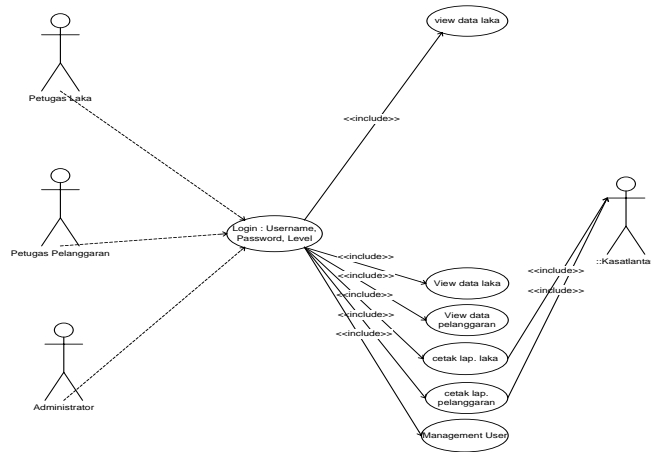 view data laka
Petugas Laka
<<include>>
Petugas Pelanggaran
Login : Username,
Password, Level
::Kasatlanta
<<include>>
<<include>>
<<include>>
<<include>>
<<include>>
View data laka
View data
pelanggaran
cetak lap. laka
cetak lap.
pelanggaran
Management User
<<include>>
<<include>>
Administrator